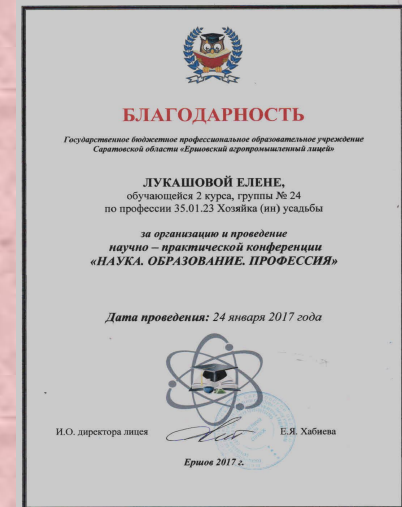 БЛАГОДАРНОСТЬ
Государственное бюджетное профессиональное образовательное учреждение
Саратовской области «Ершовский агропромышленный лицей»
ЛУКАШОВОЙ ЕЛЕНЕ,
обучающейся 2 курса, группы № 24
по профессии 35.01.23 Хозяйка (ин) усадьбы
за организацию и проведение
научно – практической конференции
«НАУКА. ОБРАЗОВАНИЕ. ПРОФЕССИЯ»
Дата проведения: 24 января 2017 года
И.О. директора лицея Е.Я. Хабиева
Ершов 2017 г.